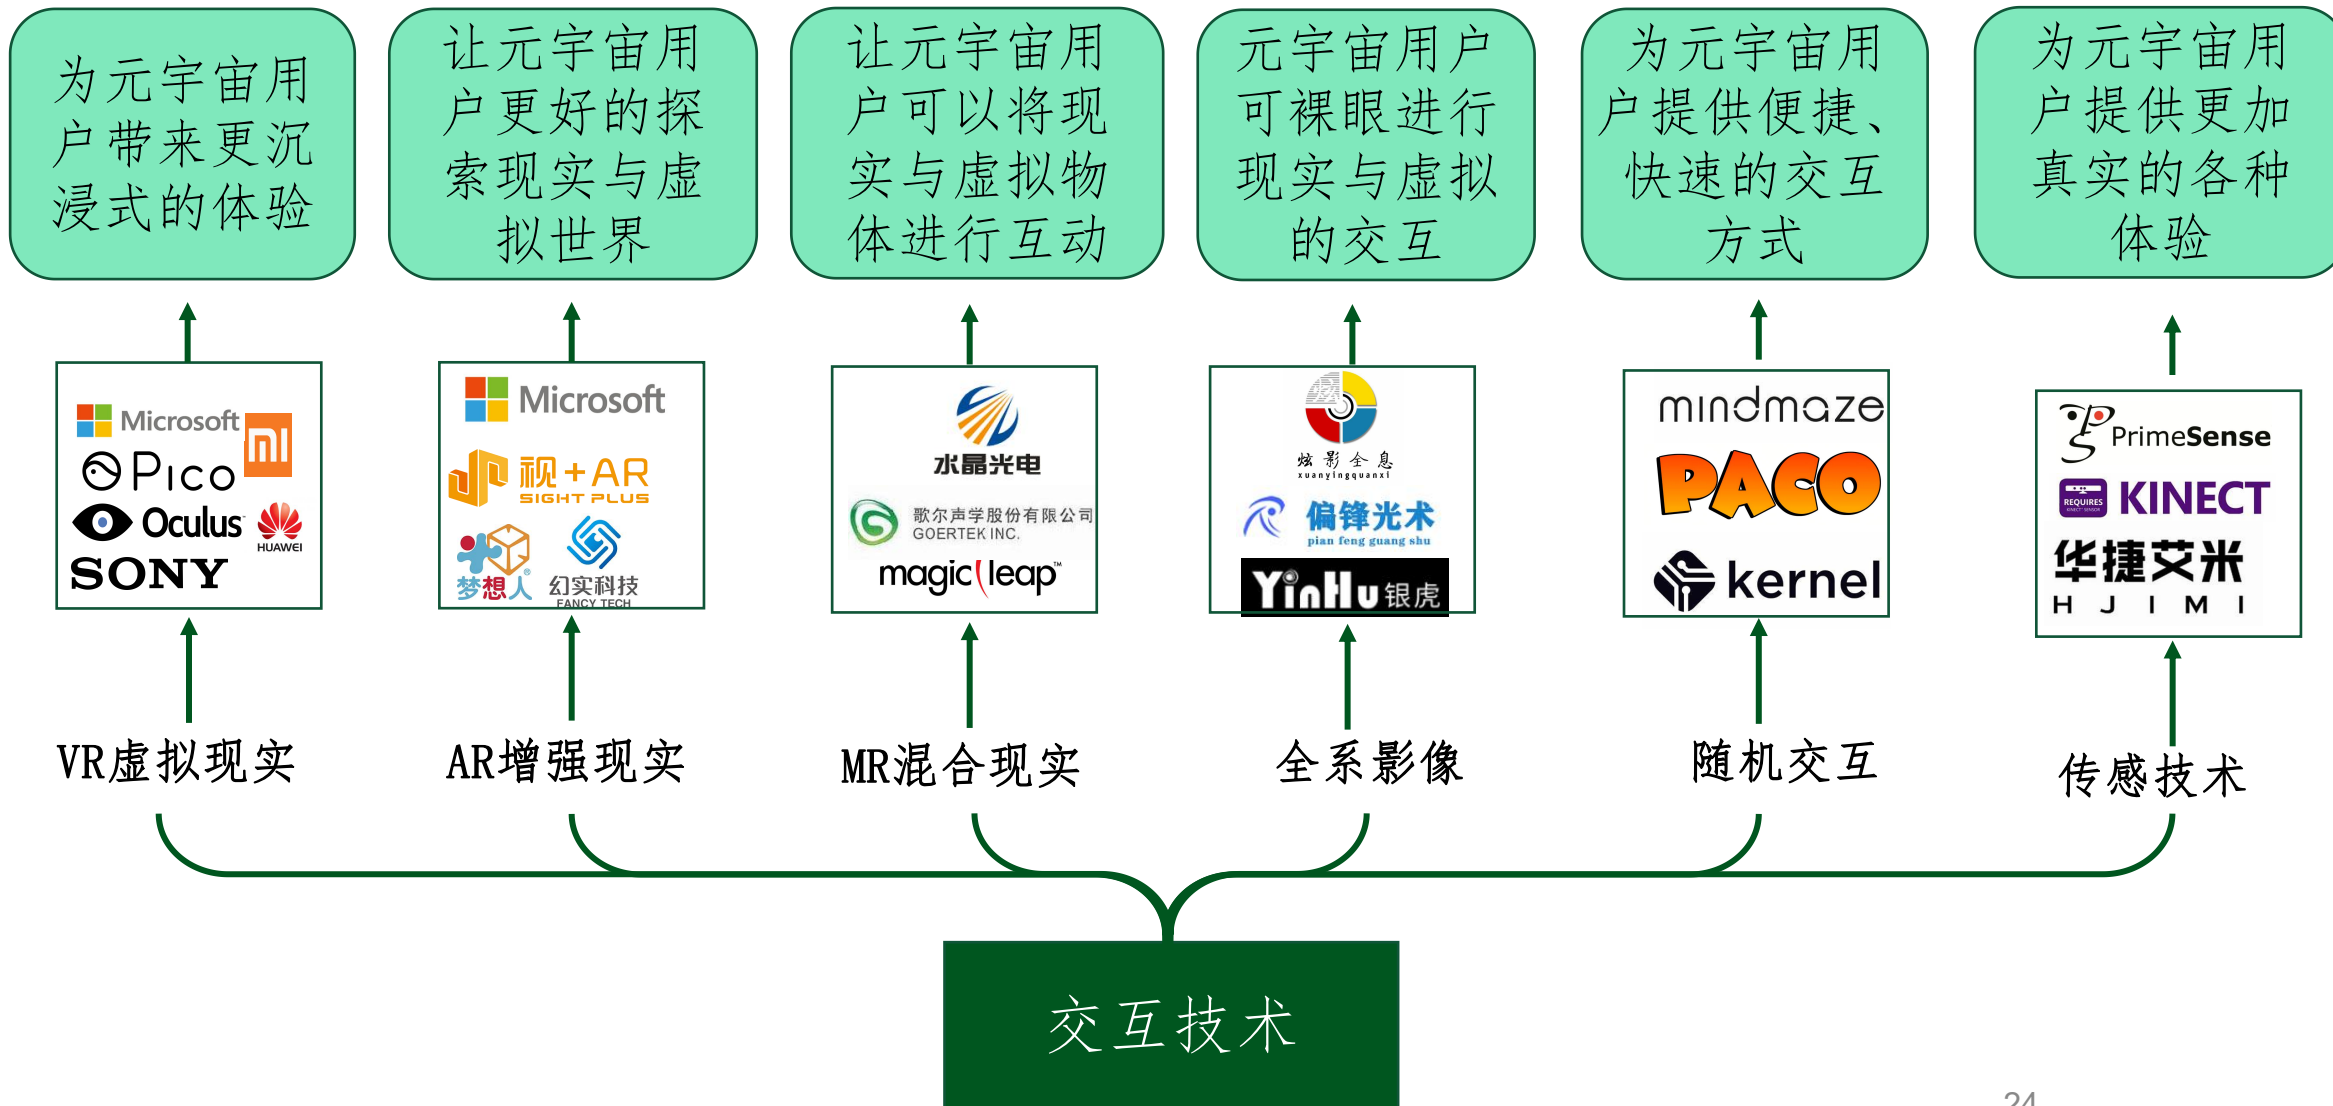 为元宇宙用
户带来更沉
浸式的体验
让元宇宙用
户更好的探
索现实与虚
拟世界
让元宇宙用
户可以将现
实与虚拟物
体进行互动
元宇宙用户
可裸眼进行
现实与虚拟
的交互
为元宇宙用
户提供便捷、
快速的交互
方式
为元宇宙用
户提供更加
真实的各种
体验
Microsoft
mi
Pico
Oculus
HUAWEI
SONY
Microsoft
视+AR
SIGHT PLUS
梦想人
幻实科技
FANCY TECH
水晶光电
歌尔声学股份有限公司
GOERTEK INC.
magic leap™
炫影全息
xuanyingquanxi
偏锋光术
pian feng guang shu
YinHu银虎
mindmaze
PACO
kernel
PrimeSense
REQUIRES
KINECT SENSOR
KINECT
华捷艾米
HJIMI
VR虚拟现实
AR增强现实
MR混合现实
全系影像
随机交互
传感技术
交互技术
24